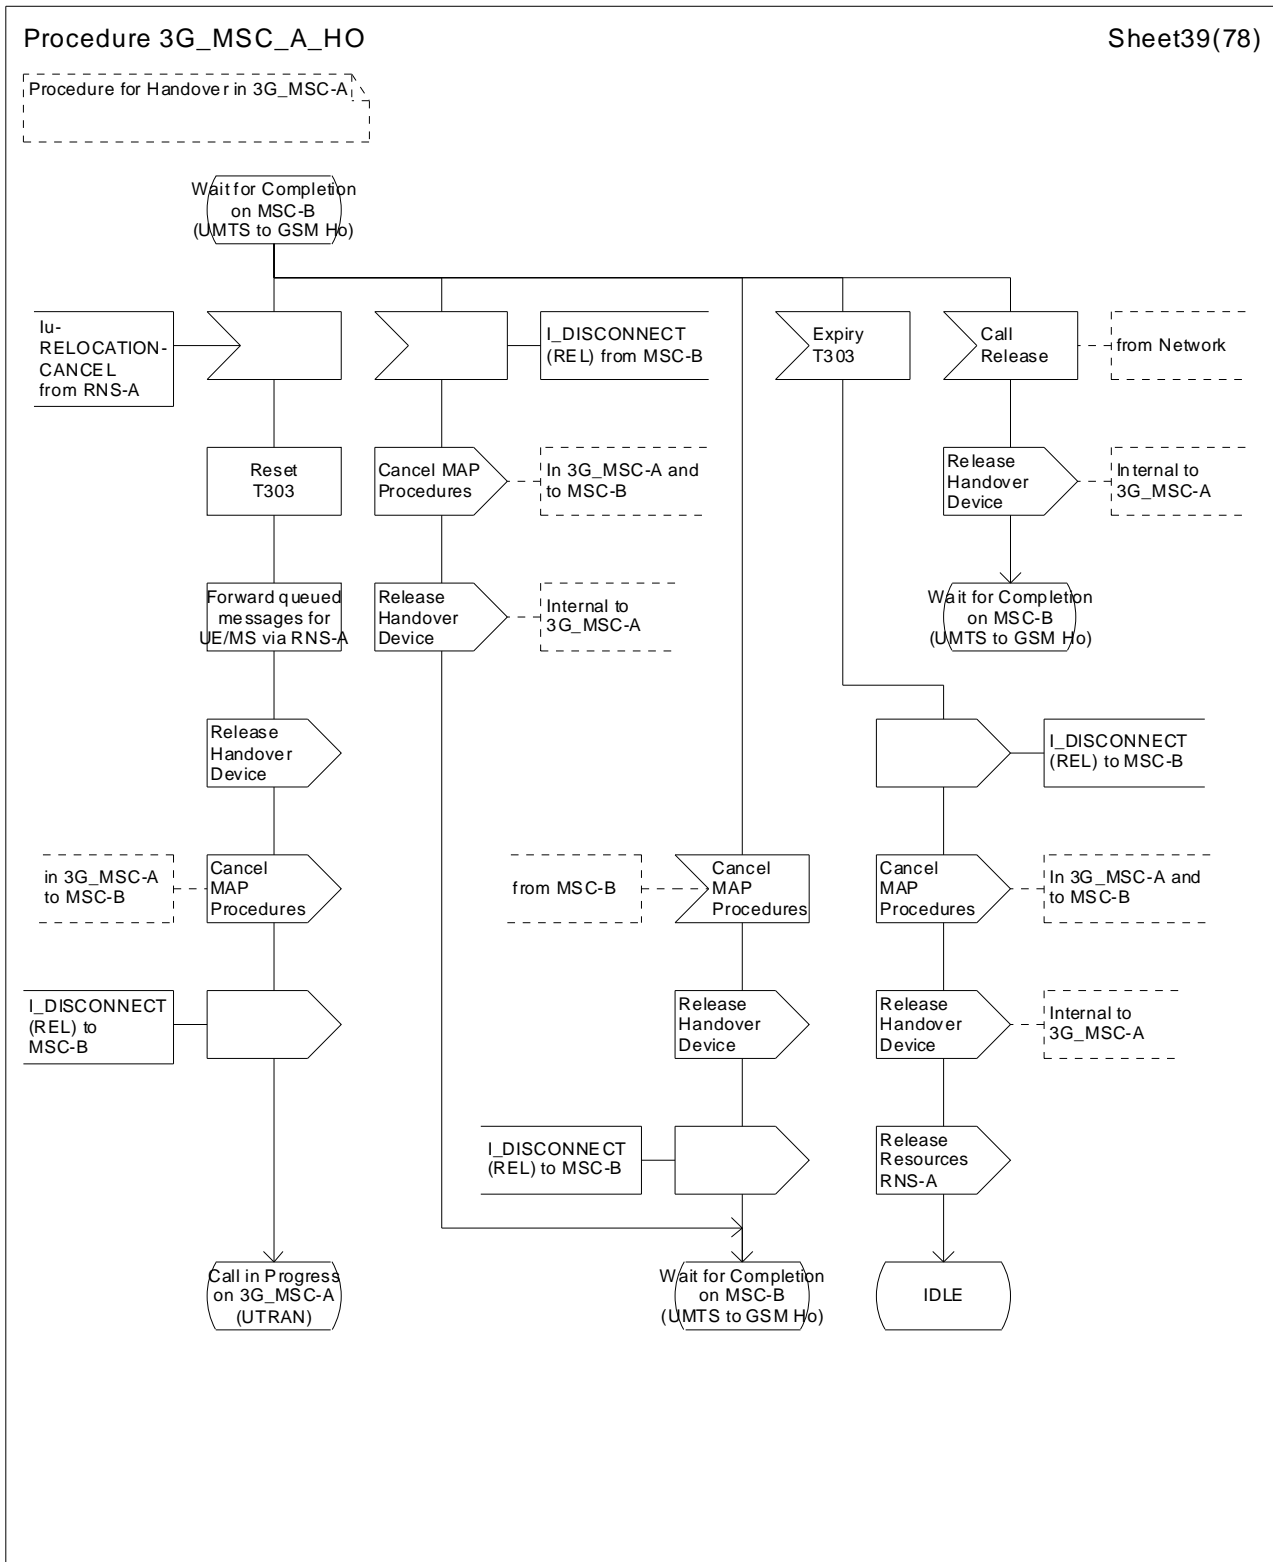 Procedure 3G_MSC_A_HO
Sheet39(78)
Procedure for Handover in 3G_MSC-A
Wait for Completion
on MSC-B
(UMTS to GSM Ho)
Iu-
RELOCATION-
CANCEL
from RNS-A
I_DISCONNECT
(REL) from MSC-B
Expiry
T303
Call
Release
from Network
Reset
T303
Cancel MAP
Procedures
In 3G_MSC-A and
to MSC-B
Release
Handover
Device
Internal to
3G_MSC-A
Forward queued
messages for
UE/MS via RNS-A
Release
Handover
Device
Internal to
3G_MSC-A
Wait for Completion
on MSC-B
(UMTS to GSM Ho)
Release
Handover
Device
I_DISCONNECT
(REL) to MSC-B
in 3G_MSC-A
to MSC-B
Cancel
MAP
Procedures
from MSC-B
Cancel
MAP
Procedures
Cancel
MAP
Procedures
In 3G_MSC-A and
to MSC-B
I_DISCONNECT
(REL) to
MSC-B
Release
Handover
Device
Release
Handover
Device
Internal to
3G_MSC-A
I_DISCONNECT
(REL) to MSC-B
Release
Resources
RNS-A
Call in Progress
on 3G_MSC-A
(UTRAN)
Wait for Completion
on MSC-B
(UMTS to GSM Ho)
IDLE